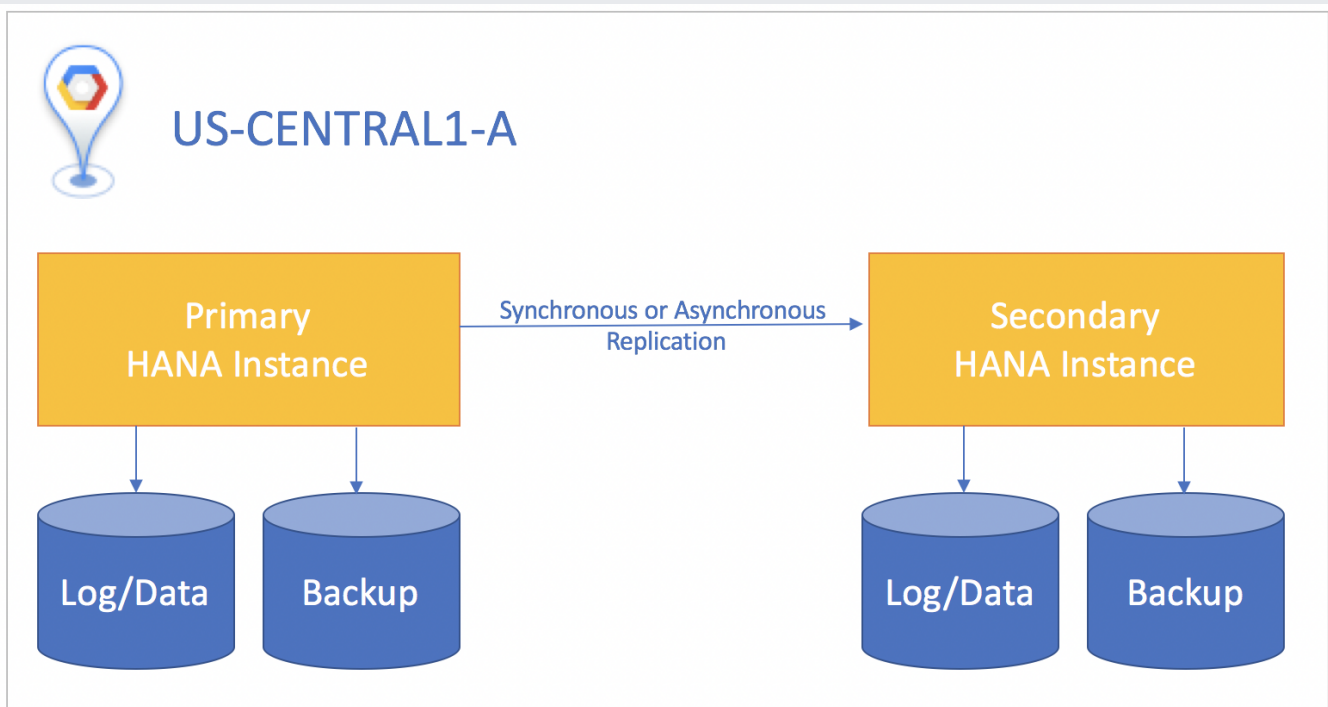 US-CENTRAL1-A
Primary
HANA Instance
Synchronous or Asynchronous
Replication
Secondary
HANA Instance
Log/Data
Backup
Log/Data
Backup